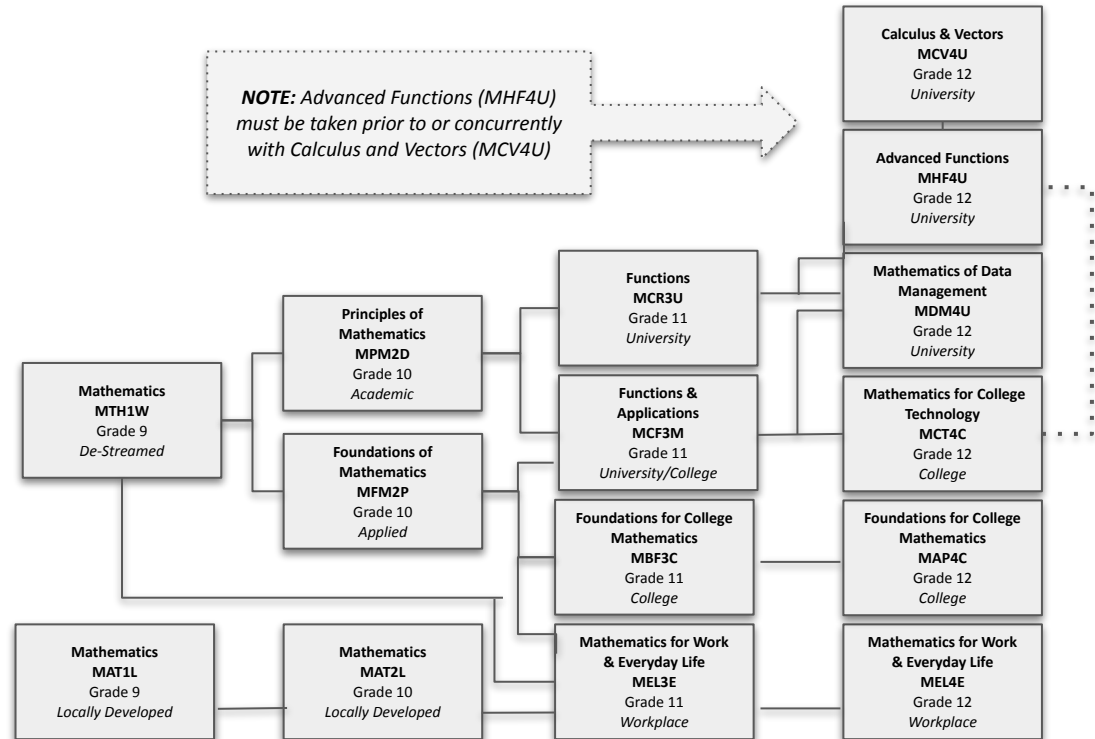 Calculus & Vectors
MCV4U
Grade 12
University
NOTE: Advanced Functions (MHF4U)
must be taken prior to or concurrently
with Calculus and Vectors (MCV4U)
Advanced Functions
MHF4U
Grade 12
University
Functions
MCR3U
Grade 11
University
Mathematics of Data
Management
MDM4U
Grade 12
University
Principles of
Mathematics
MPM2D
Grade 10
Academic
Mathematics
MTH1W
Grade 9
De-Streamed
Functions &
Applications
MCF3M
Grade 11
University/College
Mathematics for College
Technology
MCT4C
Grade 12
College
Foundations of
Mathematics
MFM2P
Grade 10
Applied
Foundations for College
Mathematics
MBF3C
Grade 11
College
Foundations for College
Mathematics
MAP4C
Grade 12
College
Mathematics
MAT1L
Grade 9
Locally Developed
Mathematics
MAT2L
Grade 10
Locally Developed
Mathematics for Work
& Everyday Life
MEL3E
Grade 11
Workplace
Mathematics for Work
& Everyday Life
MEL4E
Grade 12
Workplace